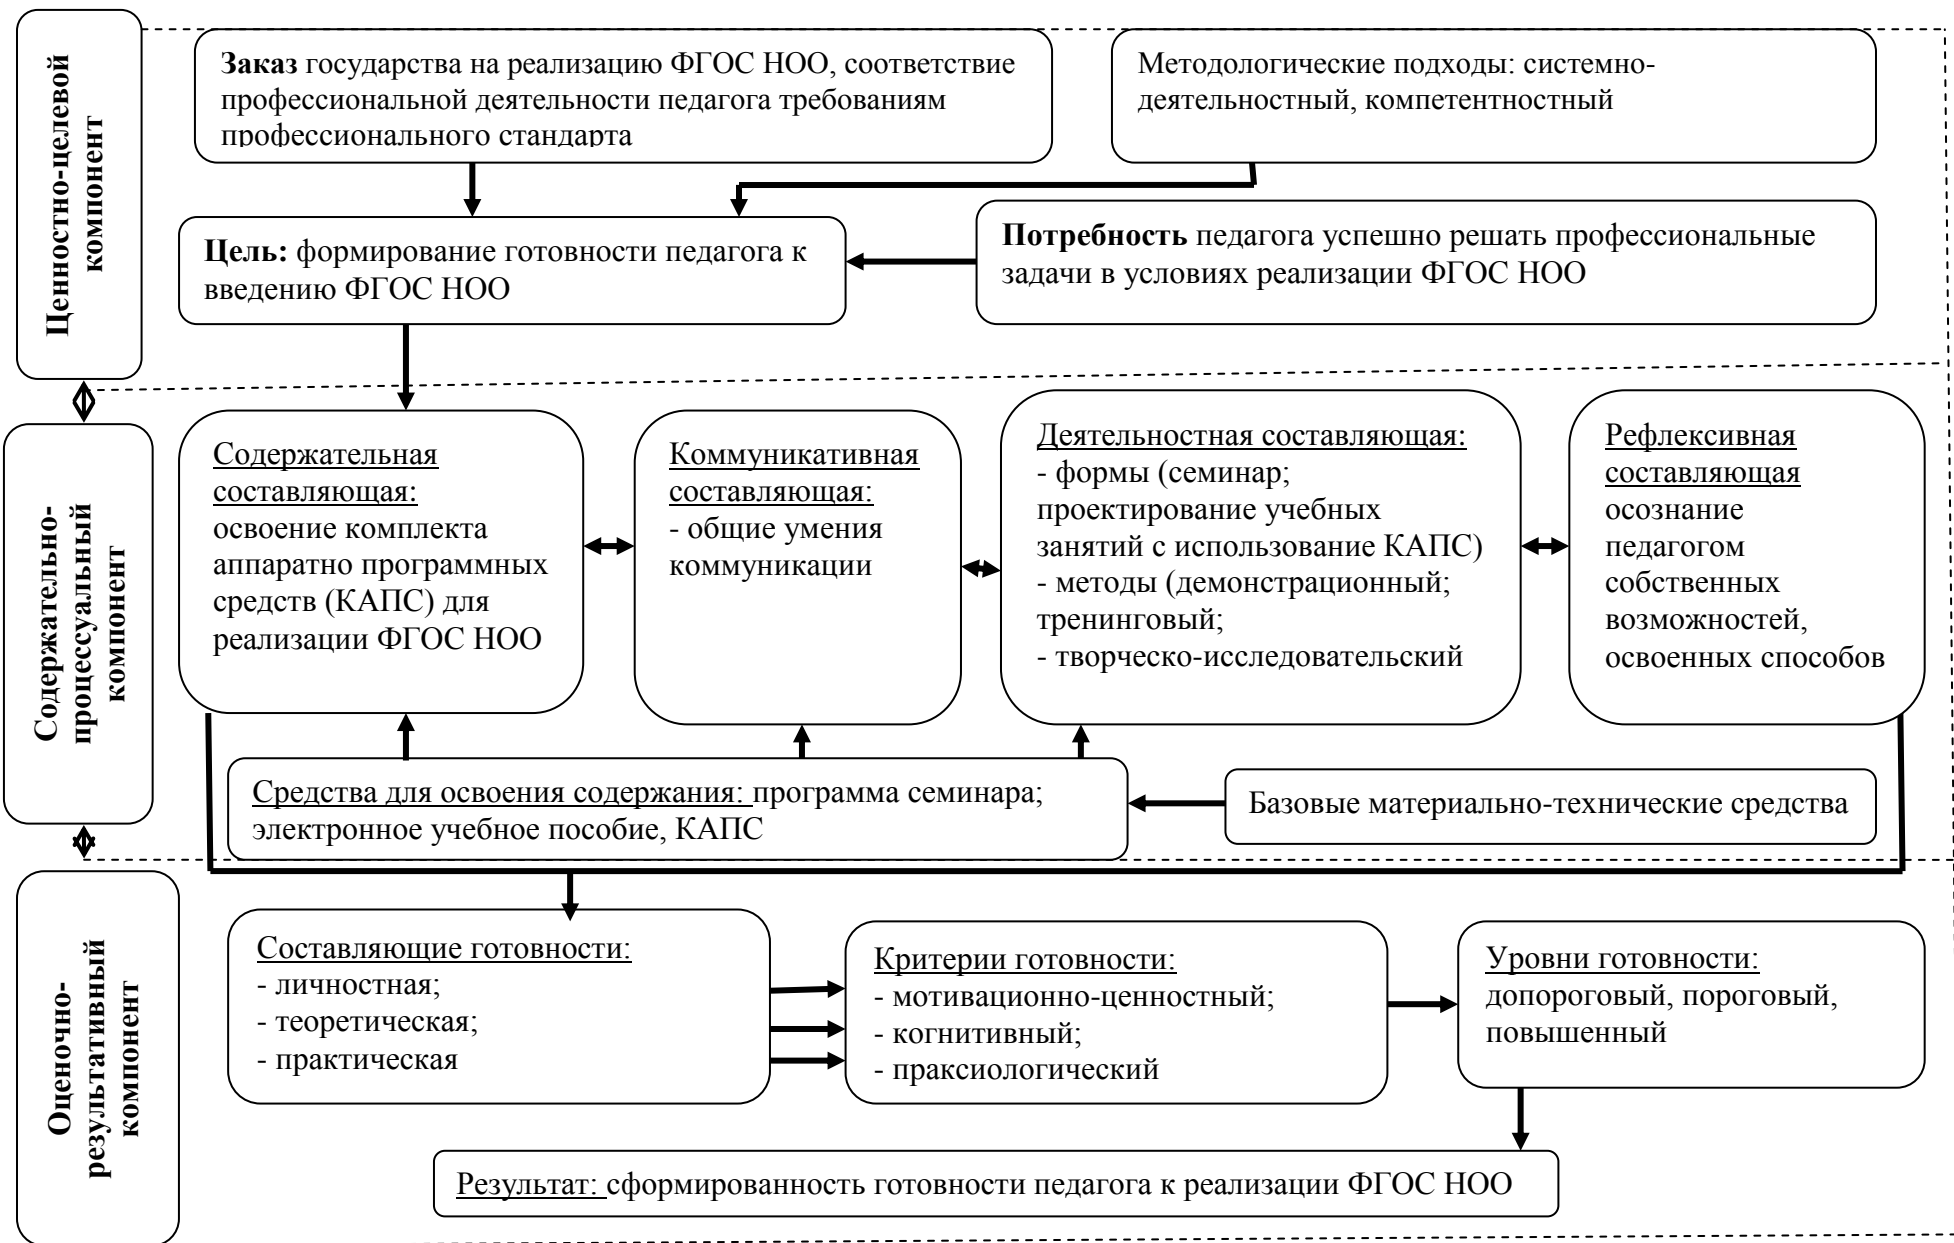 Ценностно-целевой
компонент
Заказ государства на реализацию ФГОС НОО, соответствие
профессиональной деятельности педагога требованиям
профессионального стандарта
Методологические подходы: системно-
деятельностный, компетентностный
Цель: формирование готовности педагога к
введению ФГОС НОО
Потребность педагога успешно решать профессиональные
задачи в условиях реализации ФГОС НОО
Содержательно-
процессуальный
компонент
Содержательная
составляющая:
освоение комплекта
аппаратно программных
средств (КАПС) для
реализации ФГОС НОО
Коммуникативная
составляющая:
- общие умения
коммуникации
Деятельностная составляющая:
- формы (семинар;
проектирование учебных
занятий с использование КАПС)
- методы (демонстрационный;
тренинговый;
- творческо-исследовательский
Рефлексивная
составляющая
осознание
педагогом
собственных
возможностей,
освоенных способов
Средства для освоения содержания: программа семинара;
электронное учебное пособие, КАПС
Базовые материально-технические средства
Оценочно-
результативный
компонент
Составляющие готовности:
- личностная;
- теоретическая;
- практическая
Критерии готовности:
- мотивационно-ценностный;
- когнитивный;
- праксиологический
Уровни готовности:
допороговый, пороговый,
повышенный
Результат: сформированность готовности педагога к реализации ФГОС НОО